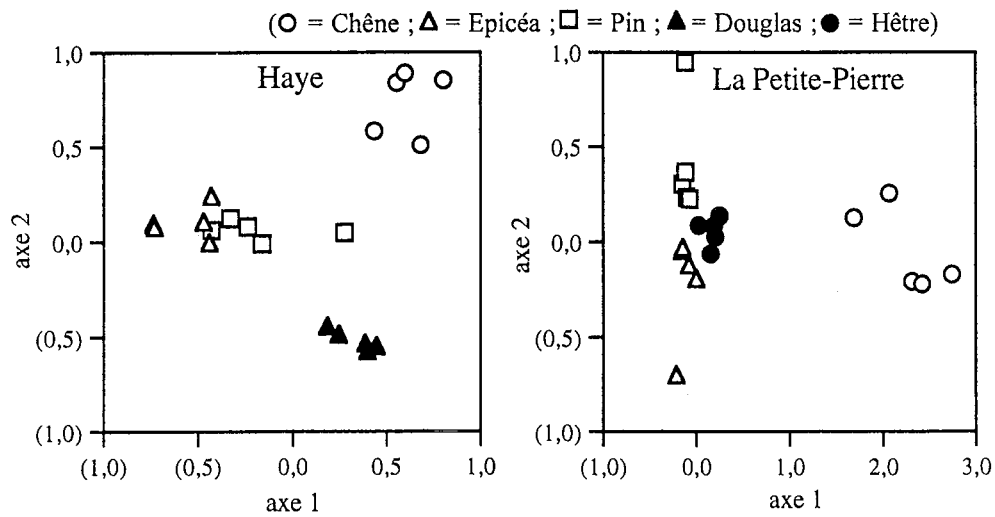 (○ = Chêne ; △ = Epicéa ; □ = Pin ; ▲ = Douglas ; ● = Hêtre)
Haye
1,0
0,5
0,0
(0,5)
(1,0)
axe 2
(1,0) (0,5) 0,0 0,5 1,0
axe 1
La Petite-Pierre
1,0
0,5
0,0
(0,5)
(1,0)
axe 2
(1,0) 0,0 1,0 2,0 3,0
axe 1